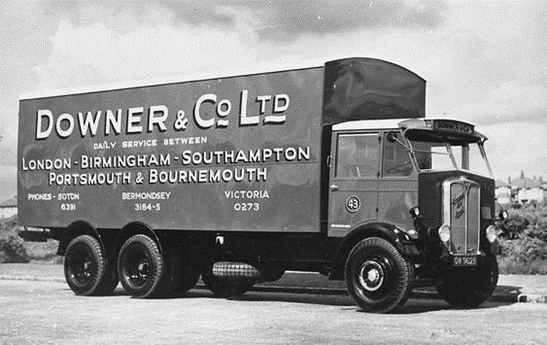 DOWNER & CO LTD
DAILY SERVICE BETWEEN
LONDON - BIRMINGHAM - SOUTHAMPTON
PORTSMOUTH & BOURNEMOUTH
PHONES - SOTON BERMONDSEY VICTORIA
6391 3184-5 0273
43